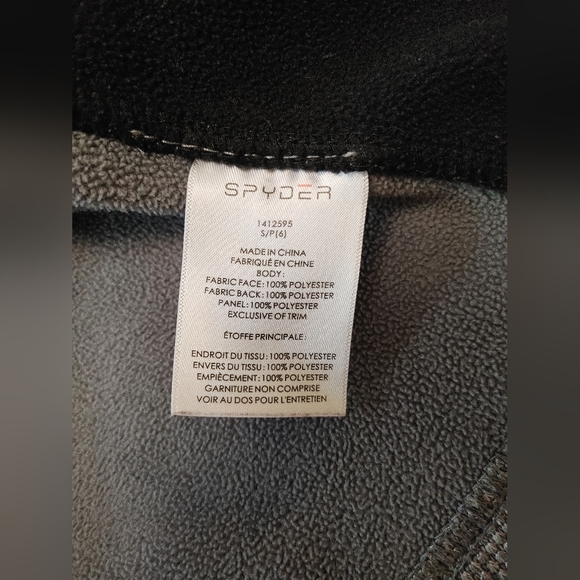 SPYDER
1412595
S/P(6)
MADE IN CHINA
FABRIQUÉ EN CHINE
BODY:
FABRIC FACE: 100% POLYESTER
FABRIC BACK: 100% POLYESTER
PANEL: 100% POLYESTER
EXCLUSIVE OF TRIM
ÉTOFFE PRINCIPALE:
ENDROIT DU TISSU: 100% POLYESTER
ENVERS DU TISSU: 100% POLYESTER
EMPIÈCEMENT: 100% POLYESTER
GARNITURE NON COMPRISE
VOIR AU DOS POUR L'ENTRETIEN